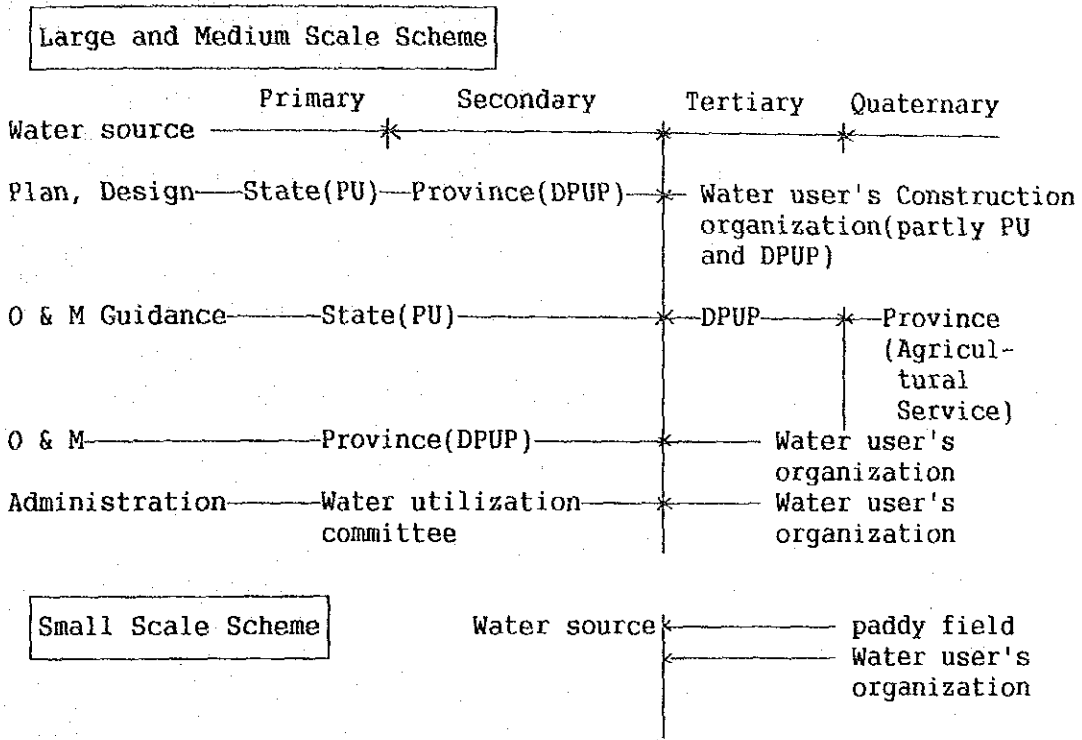 Large and Medium Scale Scheme
Primary Secondary Tertiary Quaternary
Water source
Plan, Design State(PU) Province(DPUP) Water user's Construction
organization(partly PU
and DPUP)
O & M Guidance State(PU) DPUP Province
(Agricul-
tural
Service)
O & M Province(DPUP) Water user's
organization
Administration Water utilization Water user's
committee organization
Small Scale Scheme Water source paddy field
Water user's
organization